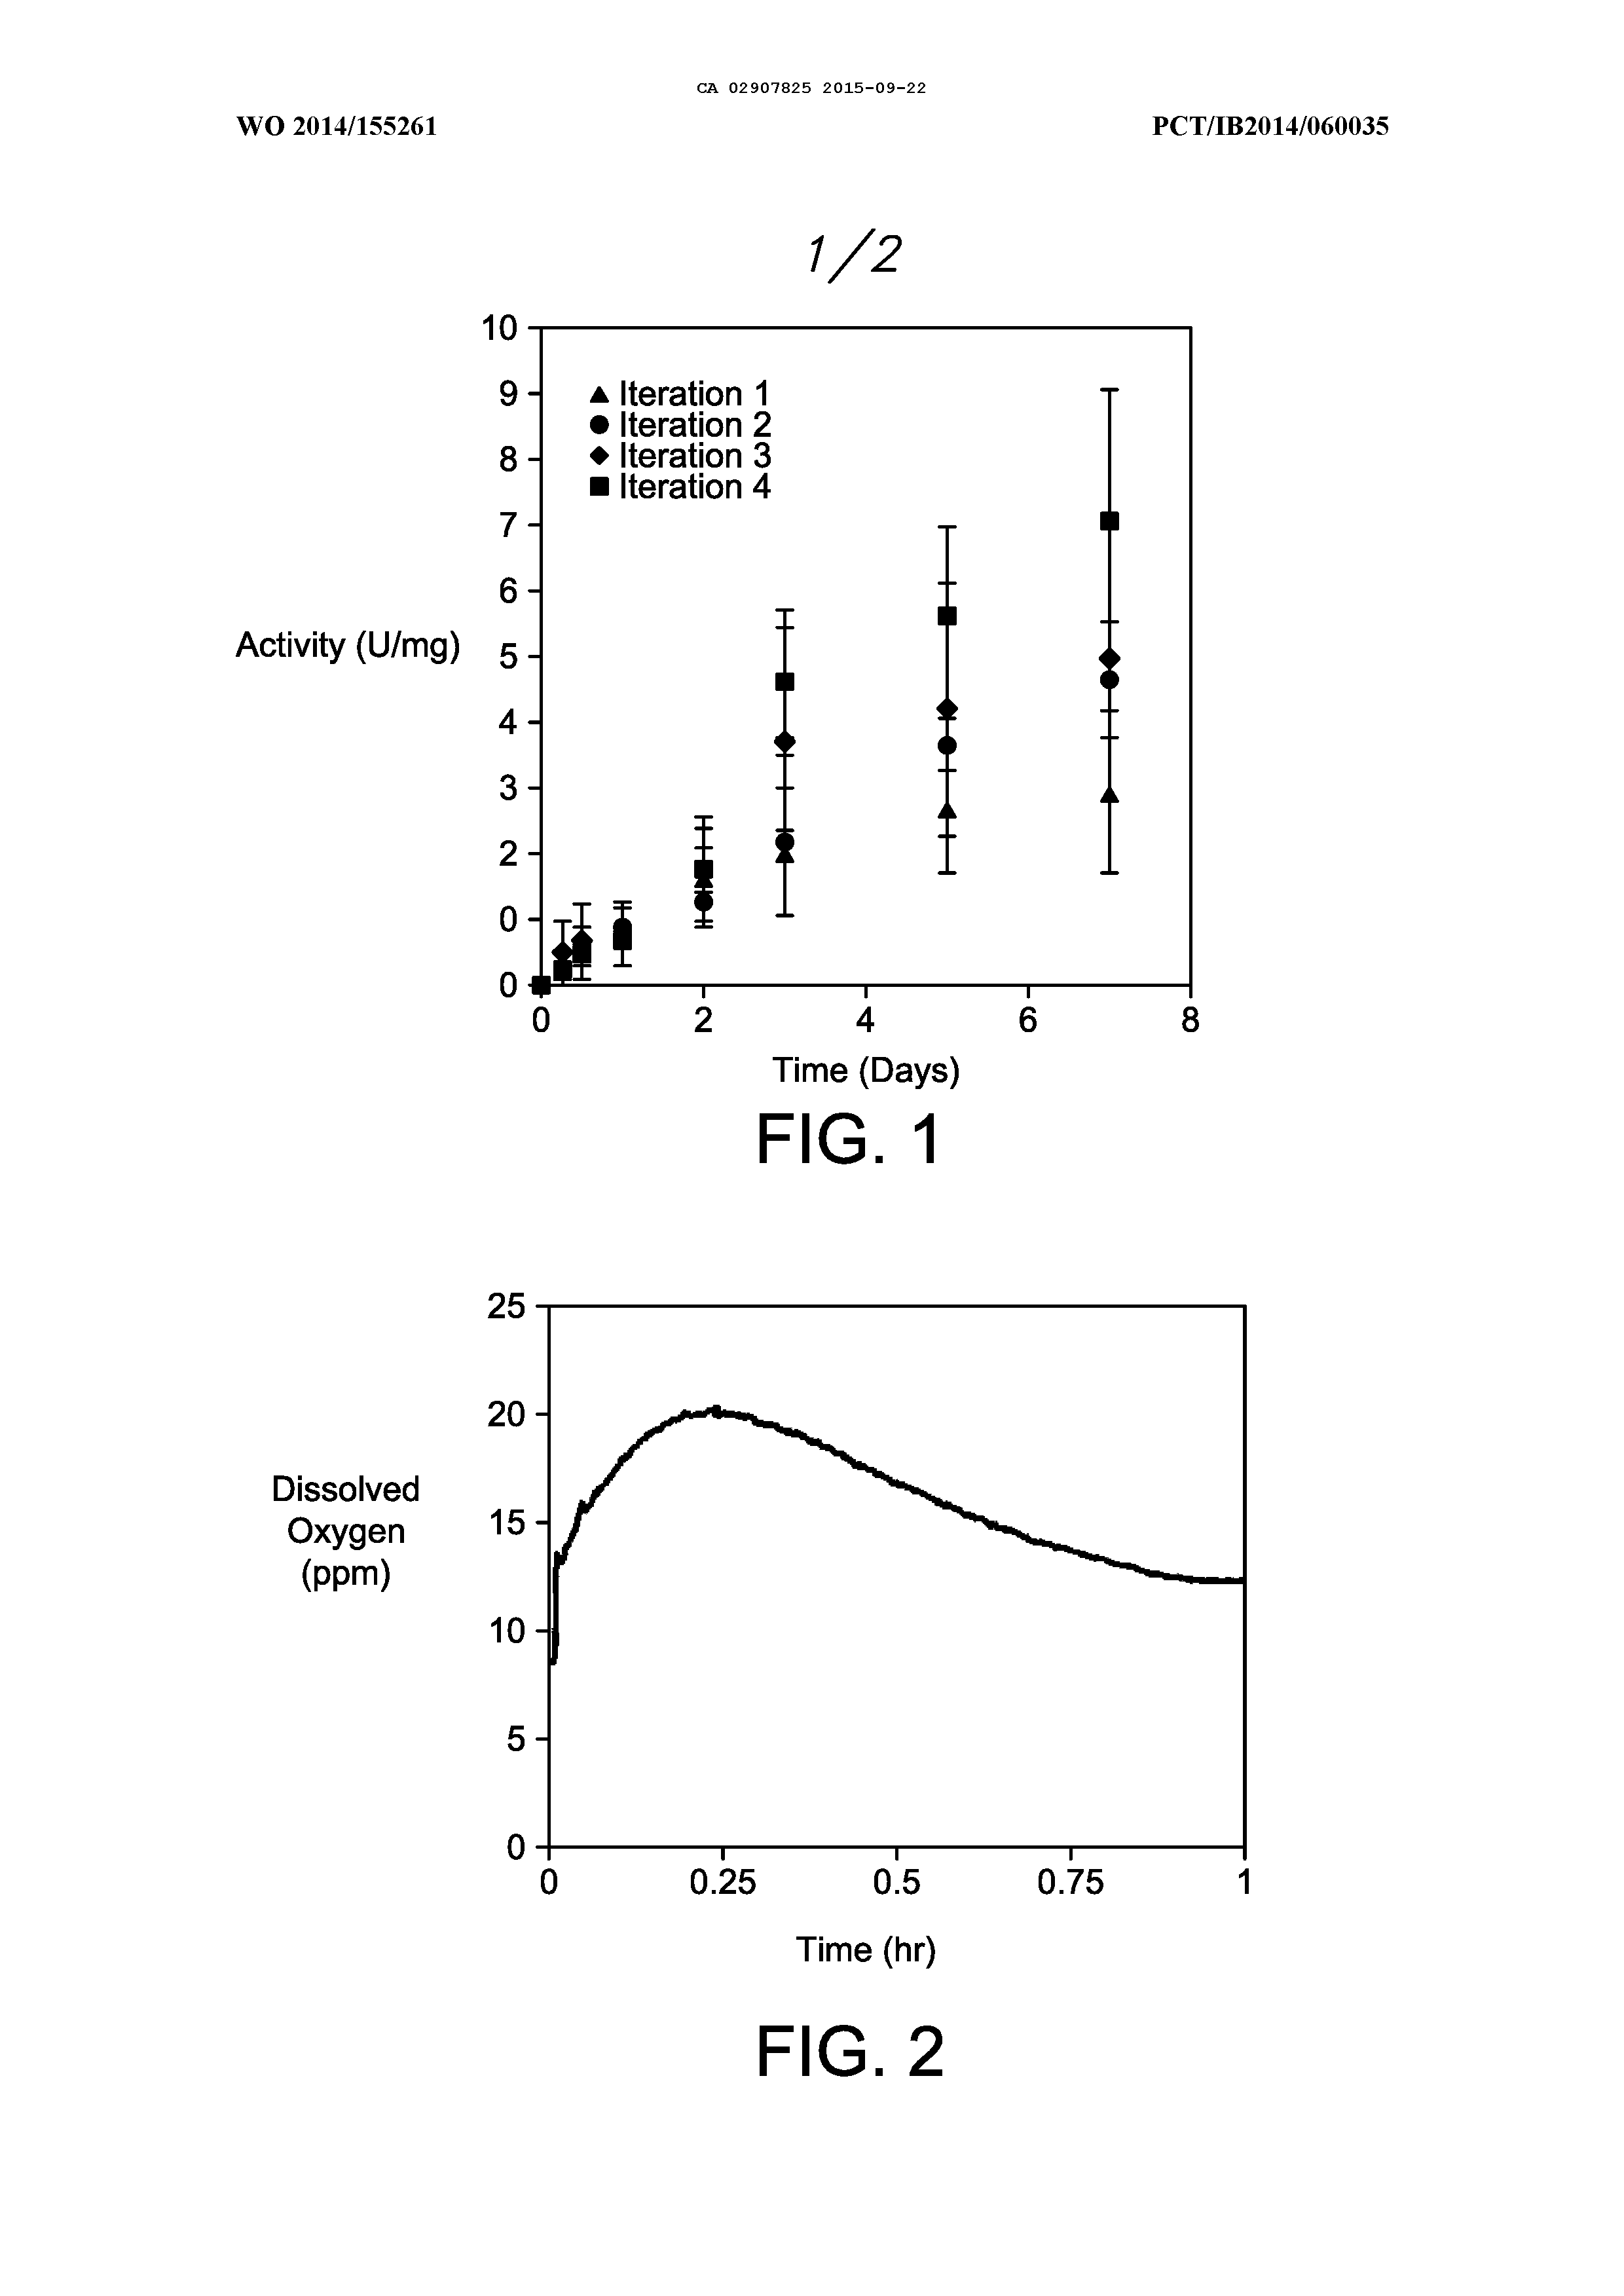 CA 02907825 2015-09-22
WO 2014/155261
PCT/IB2014/060035
1/2
10
9
8
7
6
5
4
3
2
0
0
Activity (U/mg)
Iteration 1
Iteration 2
Iteration 3
Iteration 4
0 2 4 6 8
Time (Days)
FIG. 1
25
20
15
10
5
0
Dissolved
Oxygen
(ppm)
0 0.25 0.5 0.75 1
Time (hr)
FIG. 2